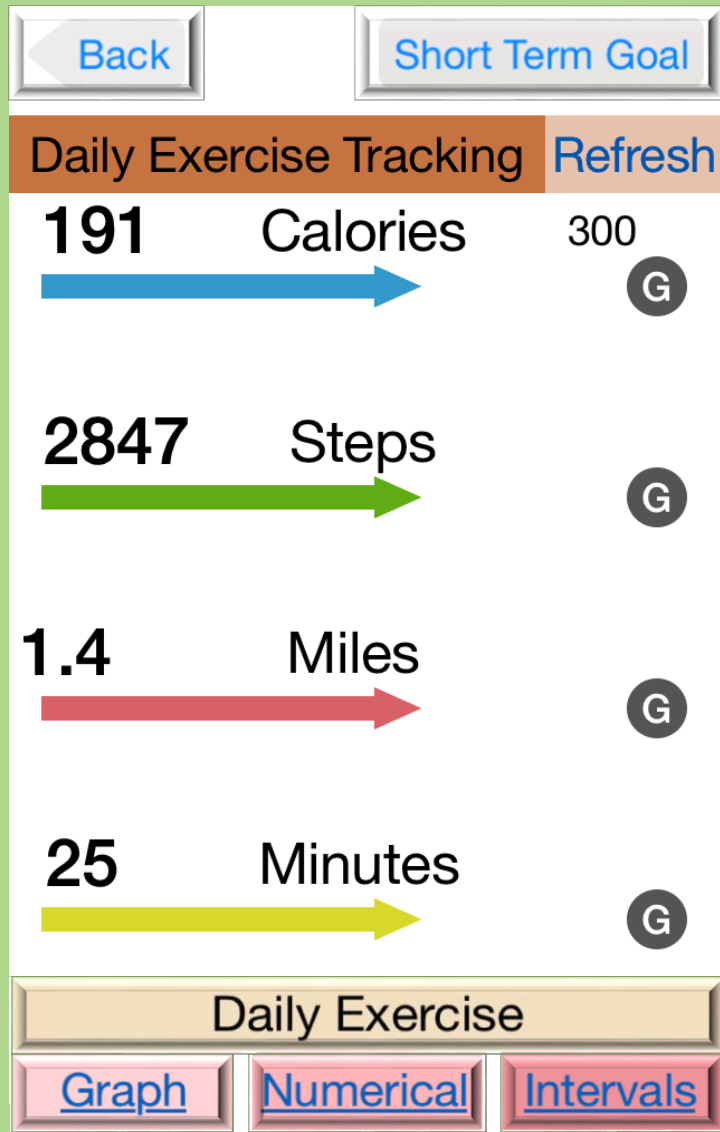 Back Short Term Goal
Daily Exercise Tracking Refresh
191 Calories 300
G
2847 Steps
G
1.4 Miles
G
25 Minutes
G
Daily Exercise
Graph Numerical Intervals